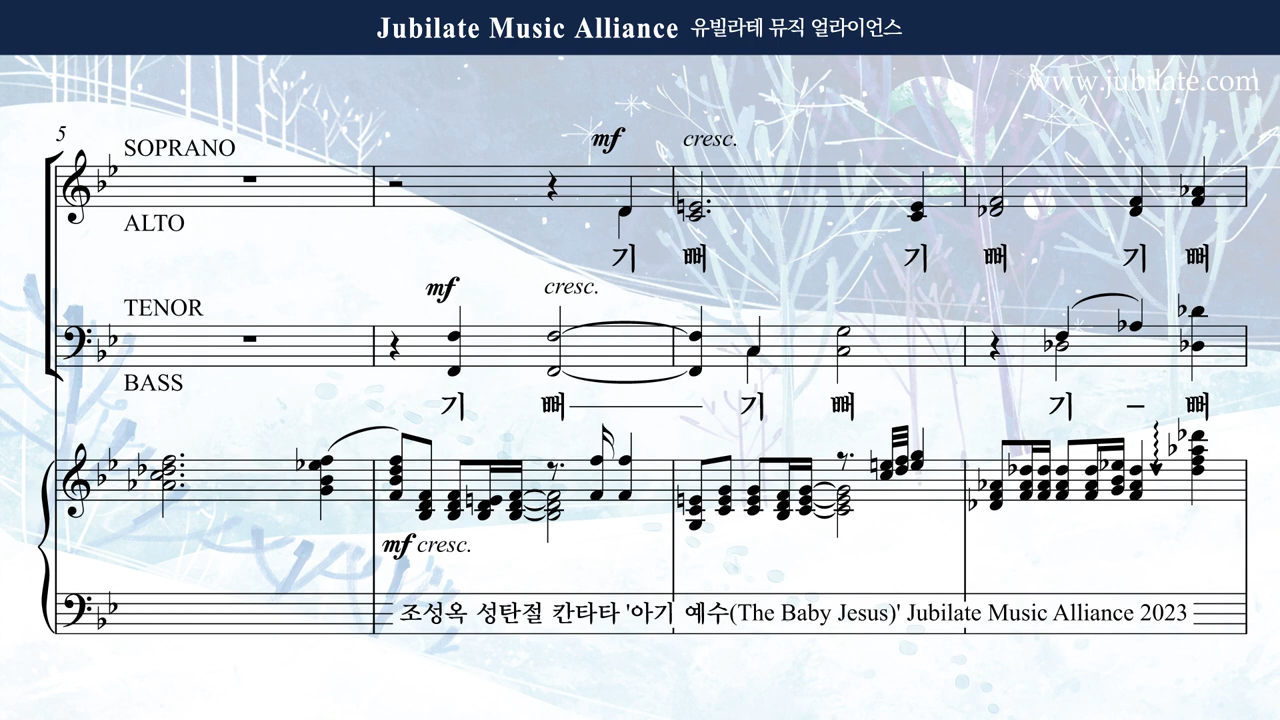 Jubilate Music Alliance 유빌라테 뮤직 얼라이언스
www.jubilate.com
5
SOPRANO
mf cresc.
ALTO
기 뻐 기 뻐 기 뻐
mf cresc.
TENOR
BASS
기 뻐 기 뻐 기 – 뻐
mf cresc.
조성옥 성탄절 칸타타 '아기 예수(The Baby Jesus)' Jubilate Music Alliance 2023